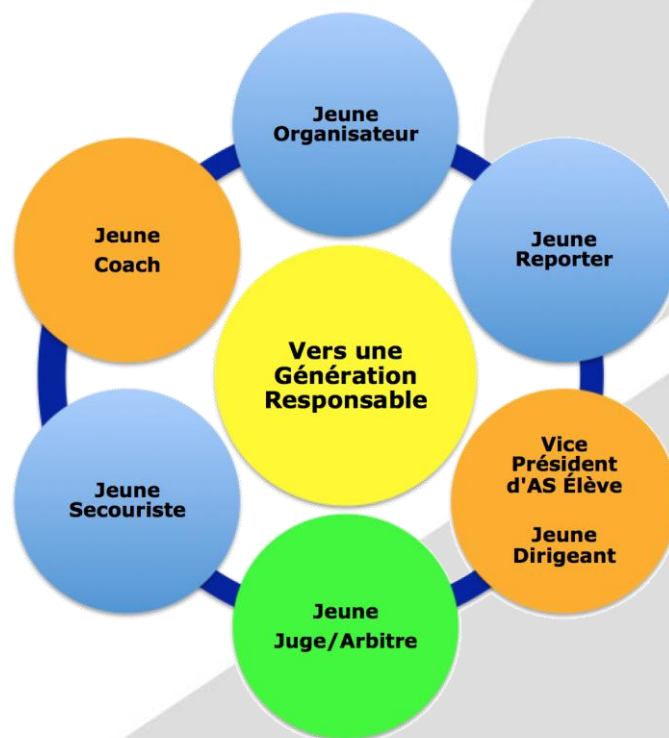 Jeune
Organisateur
Jeune
Coach
Jeune
Reporter
Vers une
Génération
Responsable
Vice
Président
d'AS Élève
Jeune
Dirigeant
Jeune
Secouriste
Jeune
Juge/Arbitre